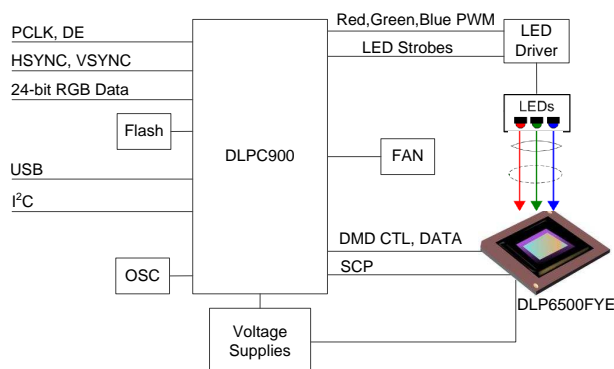 Red,Green,Blue PWM
PCLK, DE
LED Strobes
LED
Driver
HSYNC, VSYNC
24-bit RGB Data
LEDs
Flash
DLPC900
FAN
USB
I²C
DMD CTL, DATA
OSC
SCP
DLP6500FYE
Voltage
Supplies